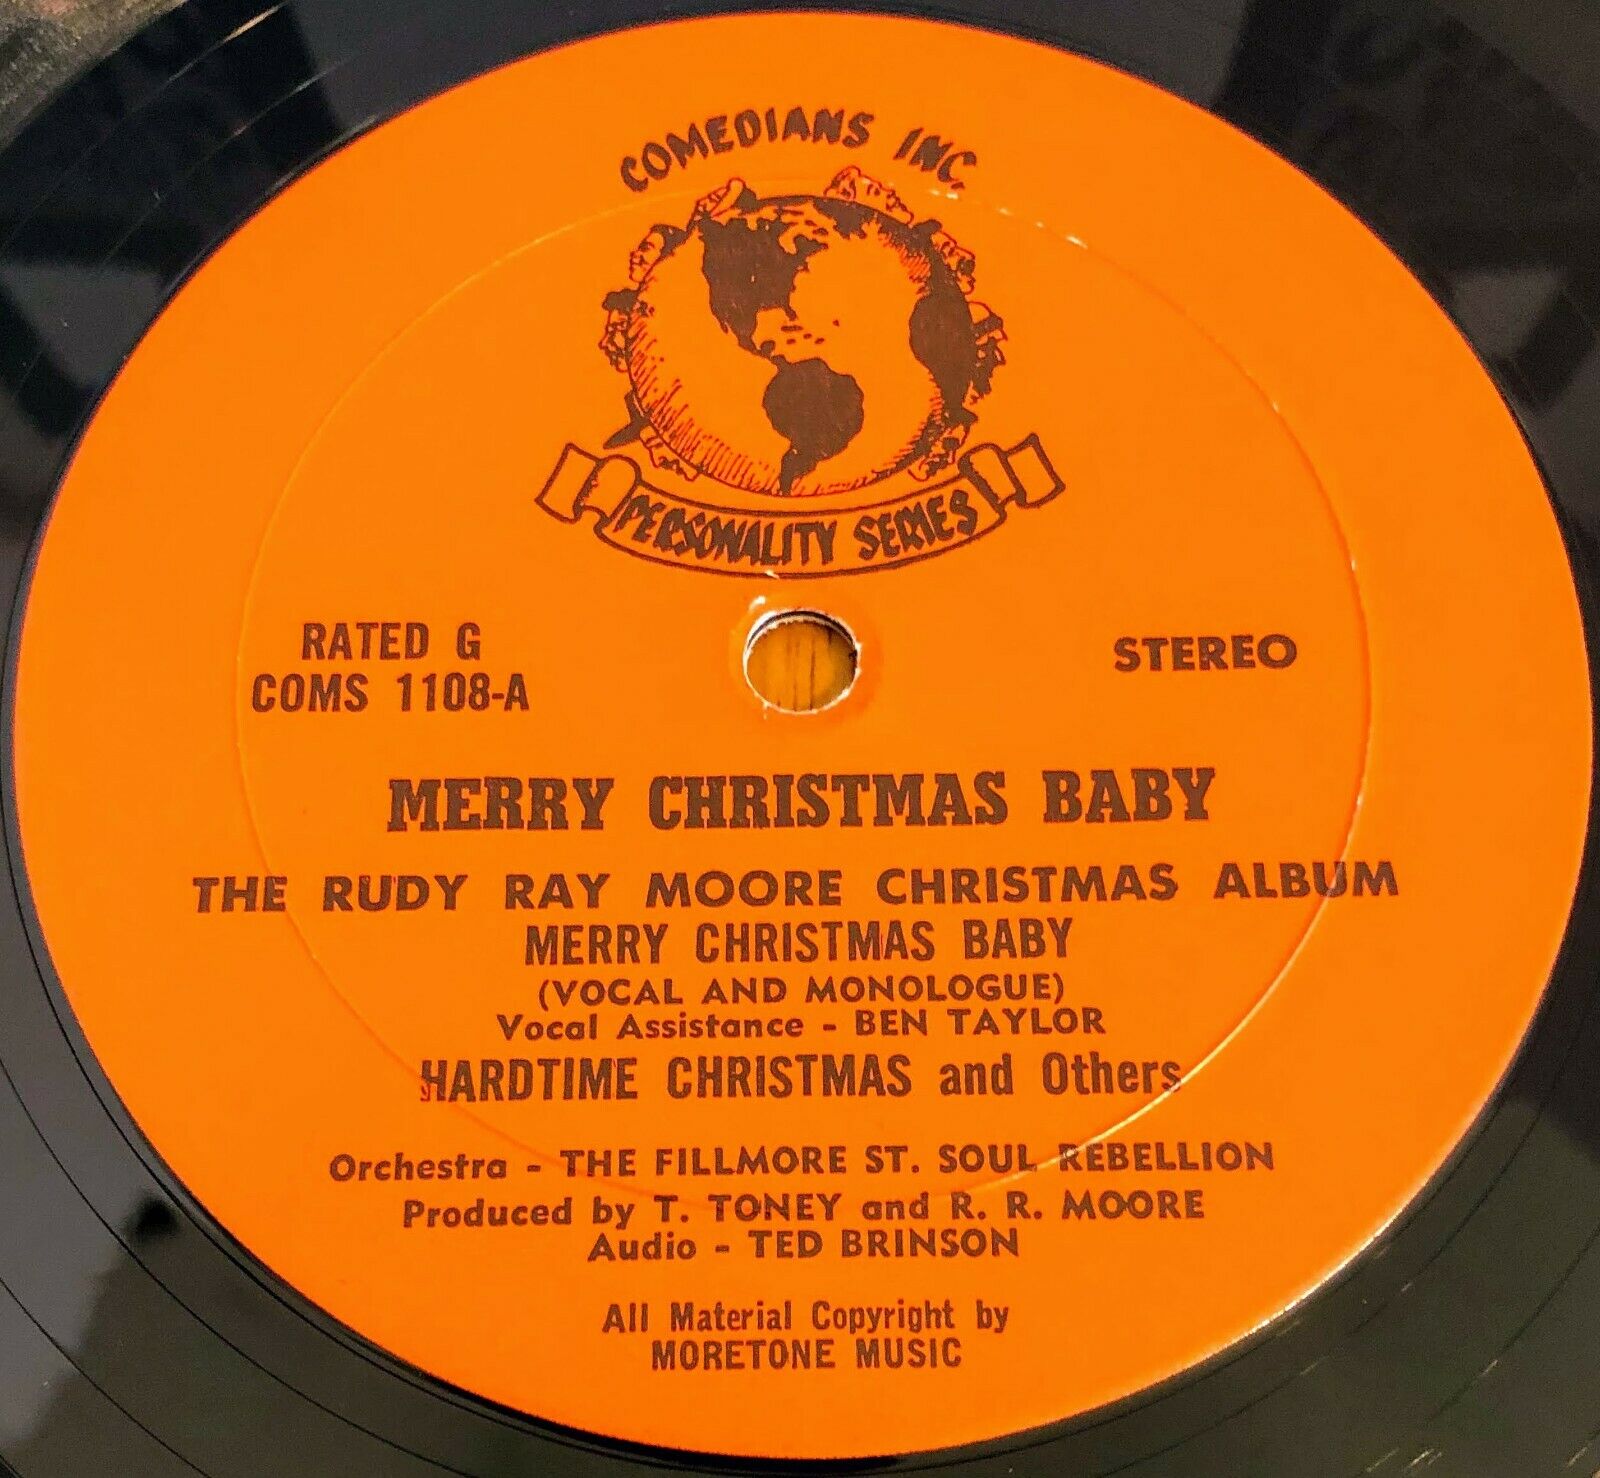 COMEDIANS INC.
PERSONALITY SERIES
RATED G
COMS 1108-A
STEREO
MERRY CHRISTMAS BABY
THE RUDY RAY MOORE CHRISTMAS ALBUM
MERRY CHRISTMAS BABY
(VOCAL AND MONOLOGUE)
Vocal Assistance - BEN TAYLOR
HARDTIME CHRISTMAS and Others
Orchestra - THE FILLMORE ST. SOUL REBELLION
Produced by T. TONEY and R. R. MOORE
Audio - TED BRINSON
All Material Copyright by
MORETONE MUSIC